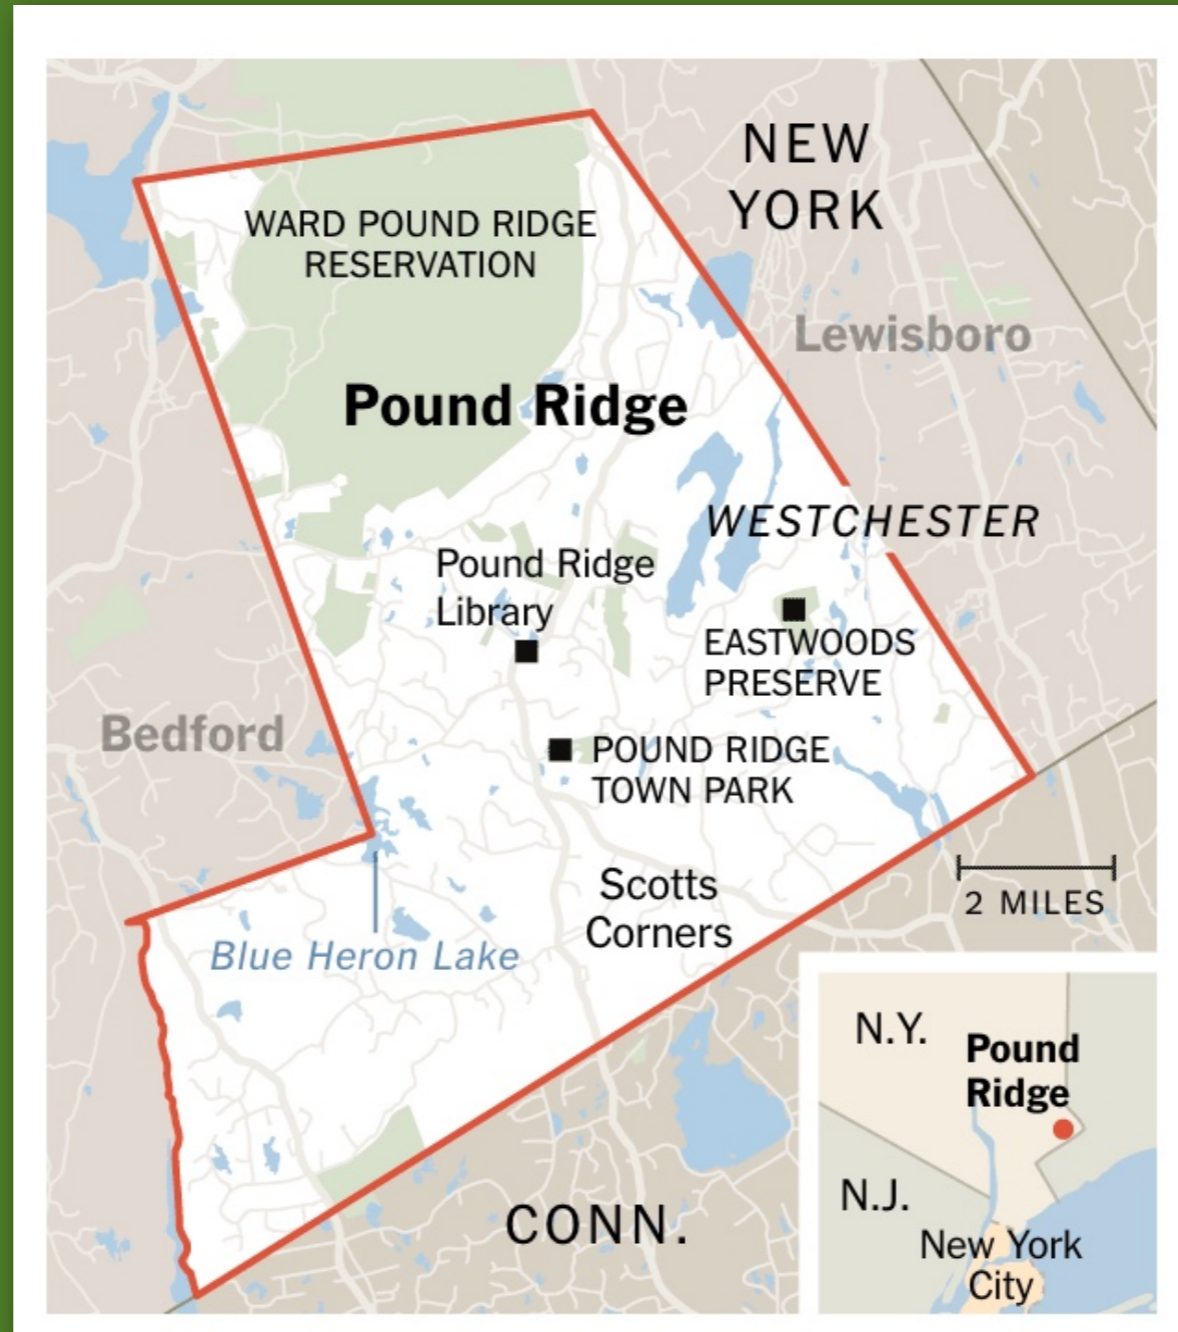 NEW
YORK
WARD POUND RIDGE
RESERVATION
Lewisboro
Pound Ridge
WESTCHESTER
Pound Ridge
Library
EASTWOODS
PRESERVE
Bedford
POUND RIDGE
TOWN PARK
Scotts
Corners
2 MILES
Blue Heron Lake
CONN.
N.Y.
Pound
Ridge
N.J.
New York
City